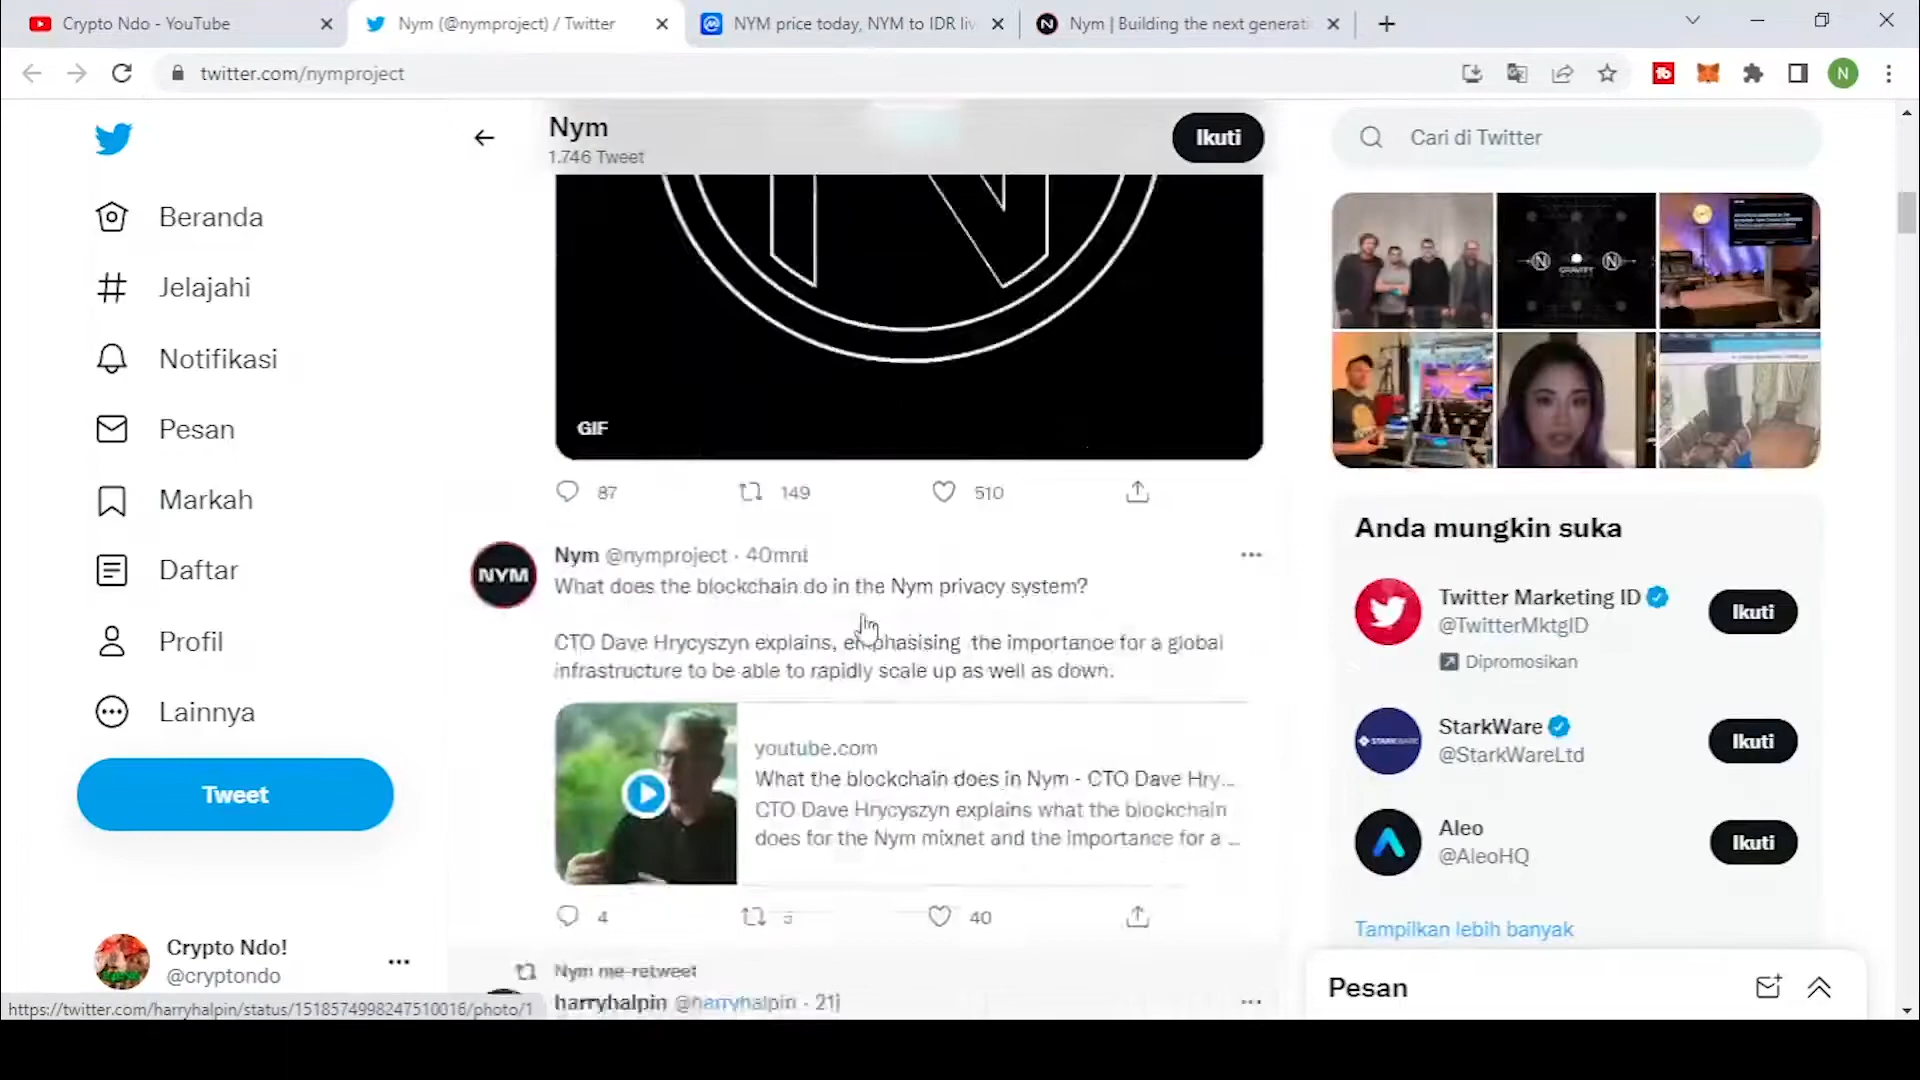 Crypto Ndo - YouTube
Nym (@nymproject) / Twitter
NYM price today, NYM to IDR liv
Nym | Building the next generati
twitter.com/nymproject
N
Nym
1.746 Tweet
Ikuti
Cari di Twitter
Beranda
Jelajahi
Notifikasi
Pesan
Markah
Daftar
Profil
Lainnya
Tweet
Crypto Ndo!
@cryptondo
GIF
87
149
510
NYM
Nym @nymproject · 40mnt
What does the blockchain do in the Nym privacy system?
CTO Dave Hrycyszyn explains, emphasising the importance for a global
infrastructure to be able to rapidly scale up as well as down.
youtube.com
What the blockchain does in Nym - CTO Dave Hry...
CTO Dave Hrycyszyn explains what the blockchain
does for the Nym mixnet and the importance for a ...
4
40
Nym me-retweet
harryhalpin @harryhalpin · 21j
GRAVITY
Anda mungkin suka
Twitter Marketing ID
@TwitterMktgID
Dipromosikan
Ikuti
STARKWARE
StarkWare
@StarkWareLtd
Ikuti
Aleo
@AleoHQ
Ikuti
Tampilkan lebih banyak
Pesan
https://twitter.com/harryhalpin/status/1518574998247510016/photo/1